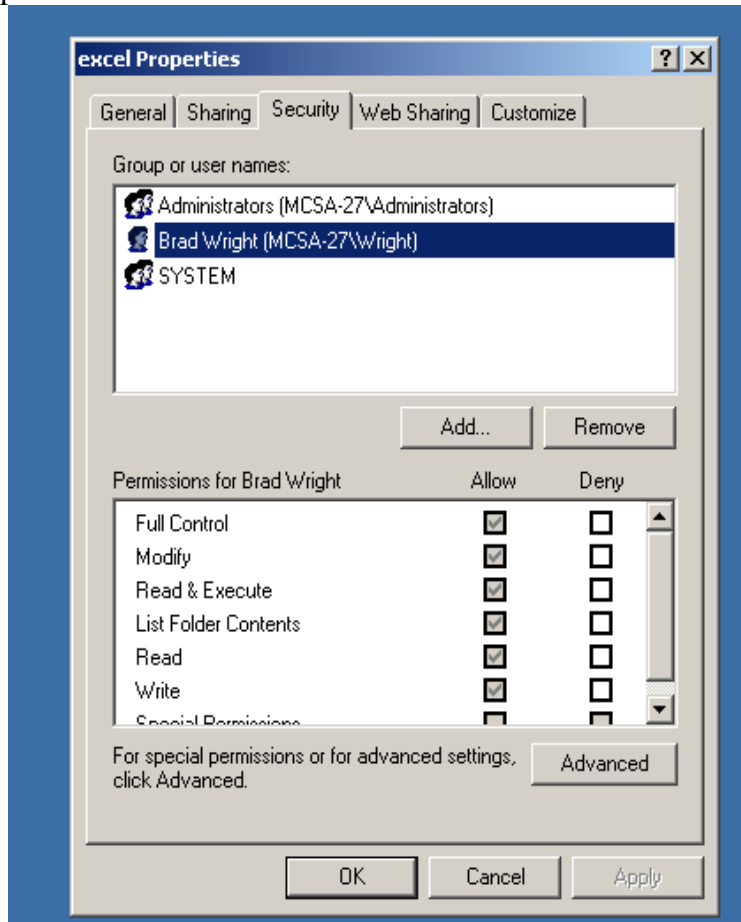 excel Properties
General Sharing Security Web Sharing Customize
Group or user names:
Administrators (MCSA-27\Administrators)
Brad Wright (MCSA-27\Wright)
SYSTEM
Add... Remove
Permissions for Brad Wright Allow Deny
Full Control
Modify
Read & Execute
List Folder Contents
Read
Write
Special Permissions
For special permissions or for advanced settings, Advanced
click Advanced.
OK Cancel Apply